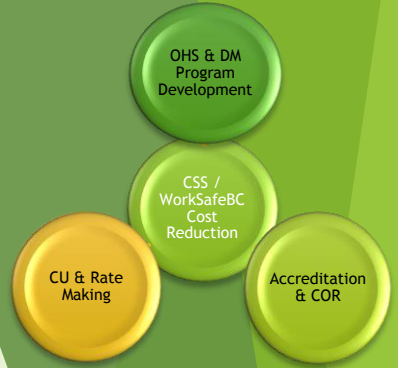 OHS & DM
Program
Development
CSS /
WorkSafeBC
Cost
Reduction
CU & Rate
Making
Accreditation
& COR